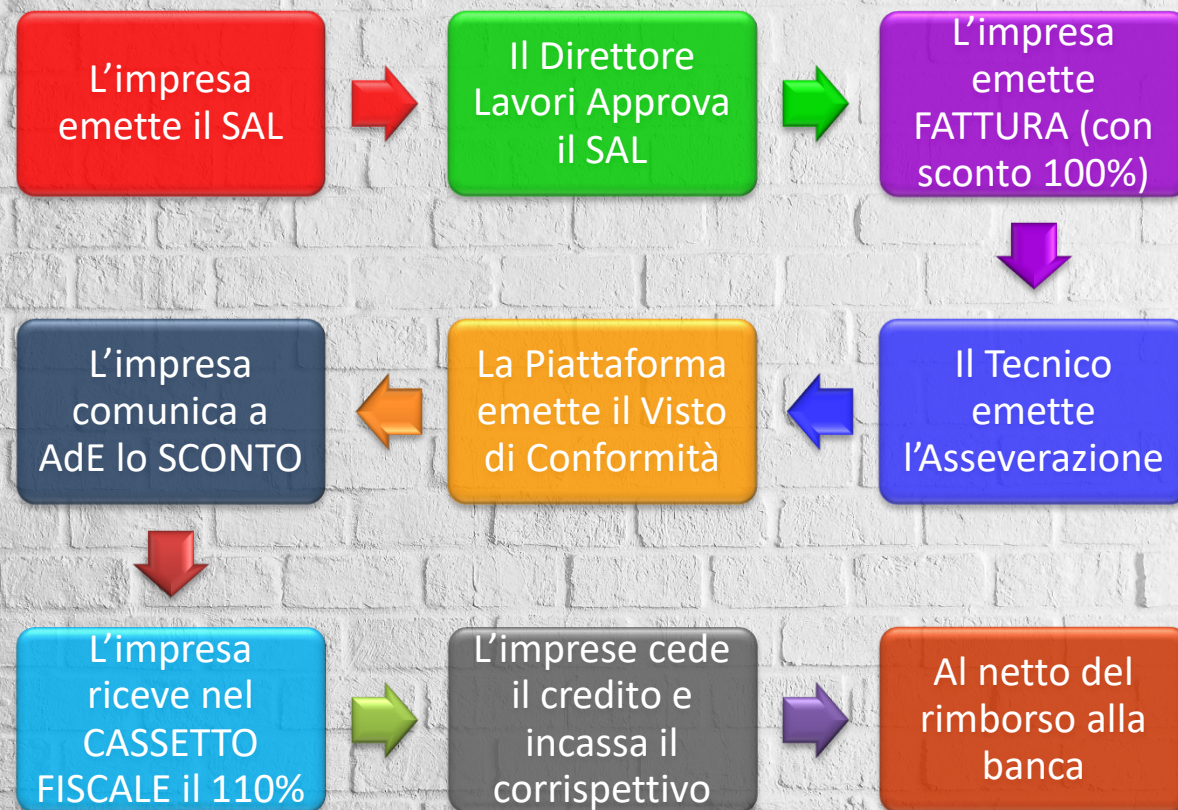 L’impresa
emette il SAL
Il Direttore
Lavori Approva
il SAL
L’impresa
emette
FATTURA (con
sconto 100%)
Il Tecnico
emette
l’Asseverazione
La Piattaforma
emette il Visto
di Conformità
L’impresa
comunica a
AdE lo SCONTO
L’impresa
riceve nel
CASSETTO
FISCALE il 110%
L’imprese cede
il credito e
incassa il
corrispettivo
Al netto del
rimborso alla
banca